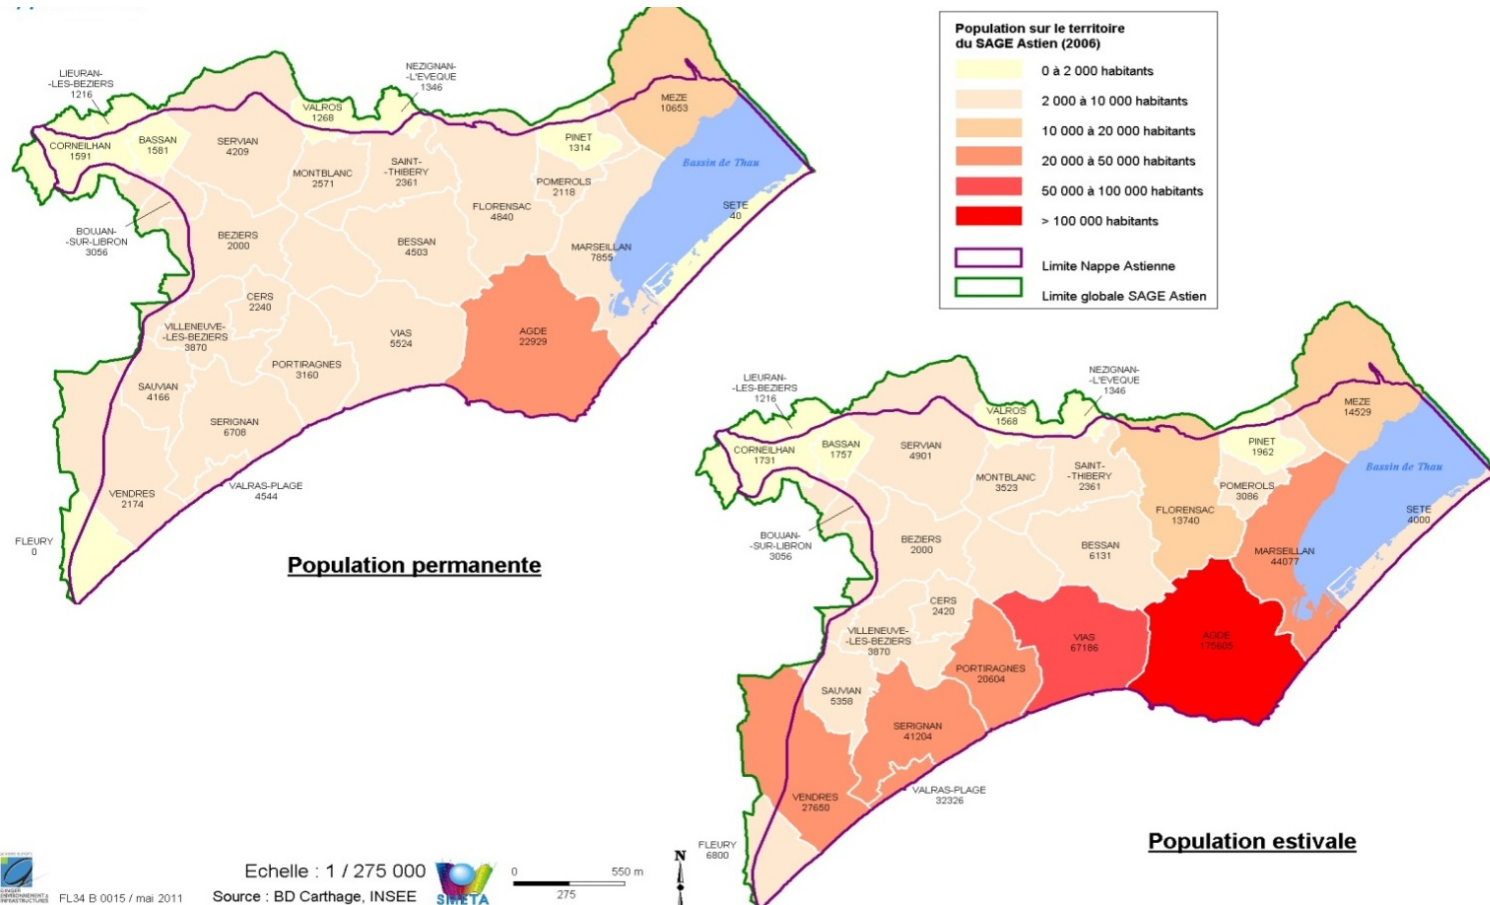 LIEURAN-
-LES-BEZIERS
1216
NEZIGNAN-
-L'EVEQUE
1346
VALROS
1268
MEZE
10653
CORNEILHAN
1591
BASSAN
1581
SERVIAN
4209
PINET
1314
MONTBLANC
2571
SAINT-
-THIBERY
2361
Bassin de Thau
POMEROLS
2118
FLORENSAC
4840
SETE
40
BOUJAN-
-SUR-LIBRON
3056
BEZIERS
2000
BESSAN
4503
MARSEILLAN
7855
CERS
2240
VILLENEUVE-
-LES-BEZIERS
3870
VIAS
5524
AGDE
22929
PORTIRAGNES
3160
SAUVIAN
4166
SERIGNAN
6708
VALRAS-PLAGE
4544
VENDRES
2174
FLEURY
0
Population permanente
Population sur le territoire
du SAGE Astien (2006)
0 à 2 000 habitants
2 000 à 10 000 habitants
10 000 à 20 000 habitants
20 000 à 50 000 habitants
50 000 à 100 000 habitants
> 100 000 habitants
Limite Nappe Astienne
Limite globale SAGE Astien
LIEURAN-
-LES-BEZIERS
1216
NEZIGNAN-
-L'EVEQUE
1346
VALROS
1568
MEZE
14529
CORNEILHAN
1731
BASSAN
1757
SERVIAN
4901
PINET
1962
MONTBLANC
3523
SAINT-
-THIBERY
2361
Bassin de Thau
POMEROLS
3086
FLORENSAC
13740
SETE
4000
BOUJAN-
-SUR-LIBRON
3056
BEZIERS
2000
BESSAN
6131
MARSEILLAN
44077
CERS
2420
VILLENEUVE-
-LES-BEZIERS
3870
VIAS
67186
AGDE
175605
PORTIRAGNES
20604
SAUVIAN
5358
SERIGNAN
41204
VALRAS-PLAGE
32326
VENDRES
27650
FLEURY
6800
Population estivale
GINGER
ENVIRONNEMENT &
INFRASTRUCTURES
FL34 B 0015 / mai 2011
Echelle : 1 / 275 000
Source : BD Carthage, INSEE
SMETA
0
550 m
275
N